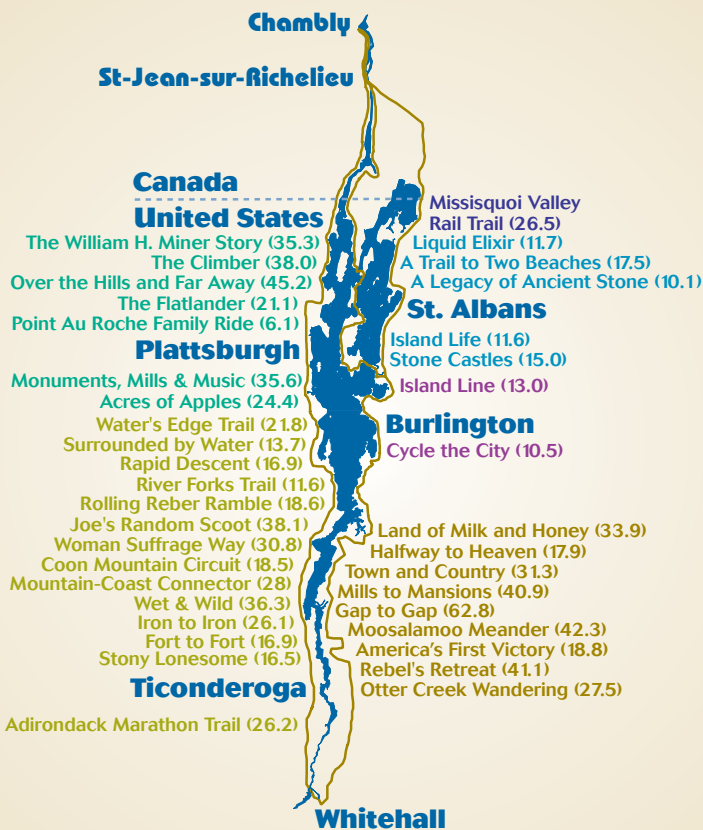 Chambly
St-Jean-sur-Richelieu
Canada
United States
The William H. Miner Story (35.3)
The Climber (38.0)
Over the Hills and Far Away (45.2)
The Flatlander (21.1)
Point Au Roche Family Ride (6.1)
Plattsburgh
Monuments, Mills & Music (35.6)
Acres of Apples (24.4)
Water's Edge Trail (21.8)
Surrounded by Water (13.7)
Rapid Descent (16.9)
River Forks Trail (11.6)
Rolling Reber Ramble (18.6)
Joe's Random Scoot (38.1)
Woman Suffrage Way (30.8)
Coon Mountain Circuit (18.5)
Mountain-Coast Connector (28)
Wet & Wild (36.3)
Iron to Iron (26.1)
Fort to Fort (16.9)
Stony Lonesome (16.5)
Ticonderoga
Adirondack Marathon Trail (26.2)
Missisquoi Valley
Rail Trail (26.5)
Liquid Elixir (11.7)
A Trail to Two Beaches (17.5)
A Legacy of Ancient Stone (10.1)
St. Albans
Island Life (11.6)
Stone Castles (15.0)
Island Line (13.0)
Burlington
Cycle the City (10.5)
Land of Milk and Honey (33.9)
Halfway to Heaven (17.9)
Town and Country (31.3)
Mills to Mansions (40.9)
Gap to Gap (62.8)
Moosalamoo Meander (42.3)
America's First Victory (18.8)
Rebel's Retreat (41.1)
Otter Creek Wandering (27.5)
Whitehall